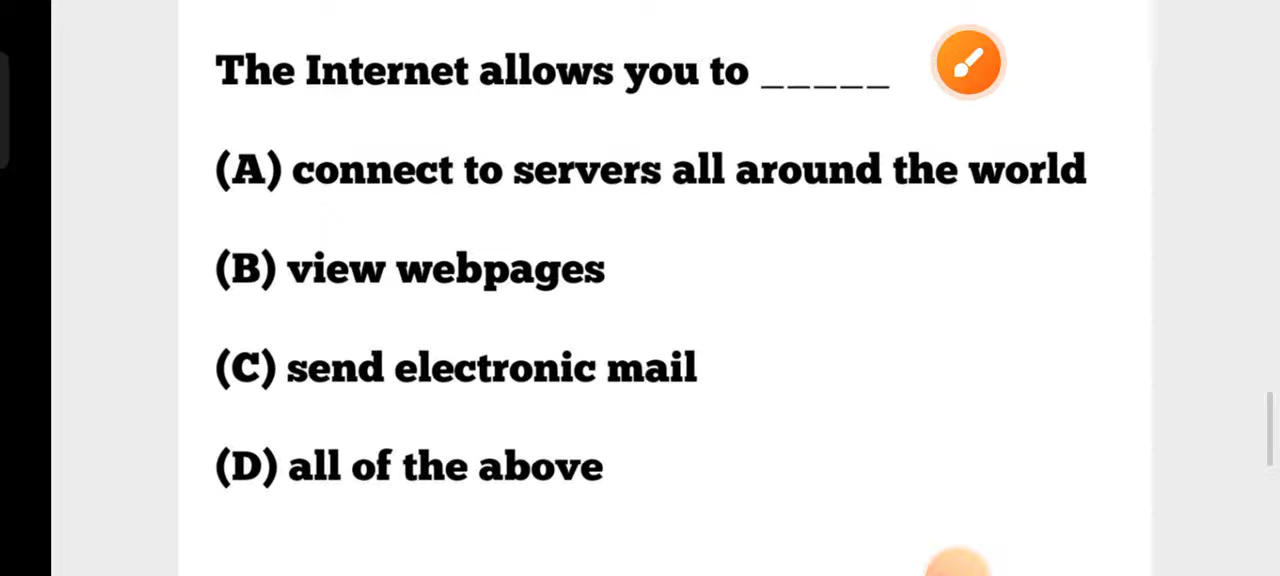 The Internet allows you to _____
(A) connect to servers all around the world
(B) view webpages
(C) send electronic mail
(D) all of the above